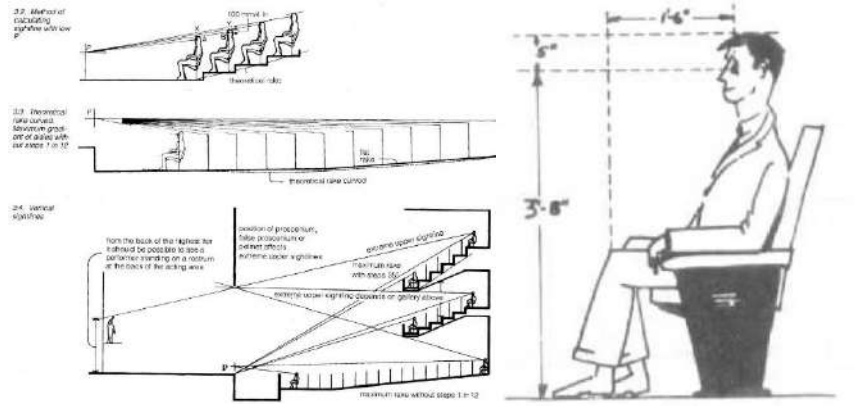 3.2. Method of
calculating
sightline with low
P
100 mm/4 in
X
Y
P
theoretical rake
3.3. Theoretical
rake curved.
Maximum gradi-
ent of aisles with-
out steps 1 in 12
P
flat
rake
theoretical rake curved
3.4. Vertical
sightlines
from the back of the highest tier
it should be possible to see a
performer standing on a rostrum
at the back of the acting area
position of proscenium,
false proscenium or
pelmet affects
extreme upper sightlines
extreme upper sightline
maximum rake
with steps 35°
extreme upper sightline depends on gallery above
P
maximum rake without steps 1 in 12
1'-6"
5"
3'-8"